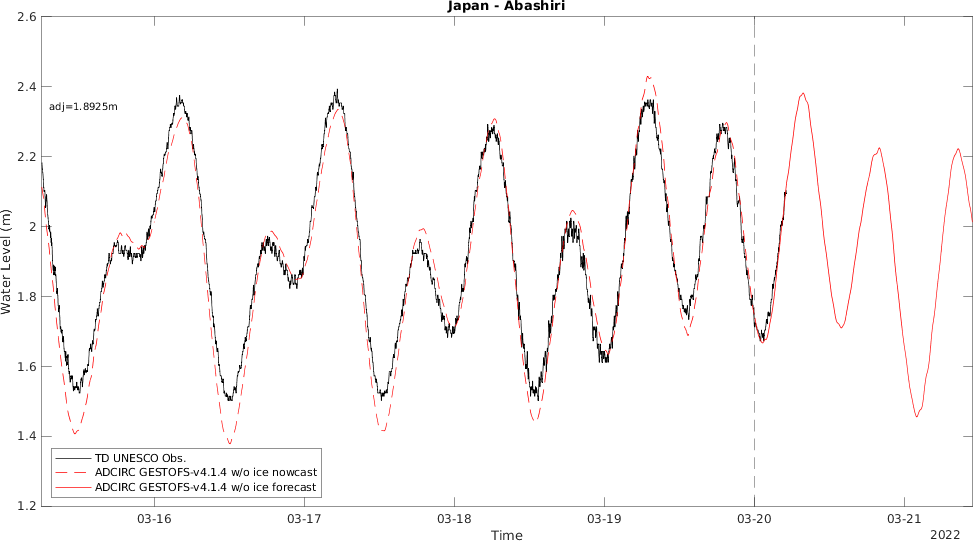 Japan - Abashiri
2.6
2.4
adj=1.8925m
2.2
2
Water Level (m)
1.8
1.6
1.4
TD UNESCO Obs.
ADCIRC GESTOFS-v4.1.4 w/o ice nowcast
ADCIRC GESTOFS-v4.1.4 w/o ice forecast
1.2
03-16 03-17 03-18 03-19 03-20 03-21
Time
2022